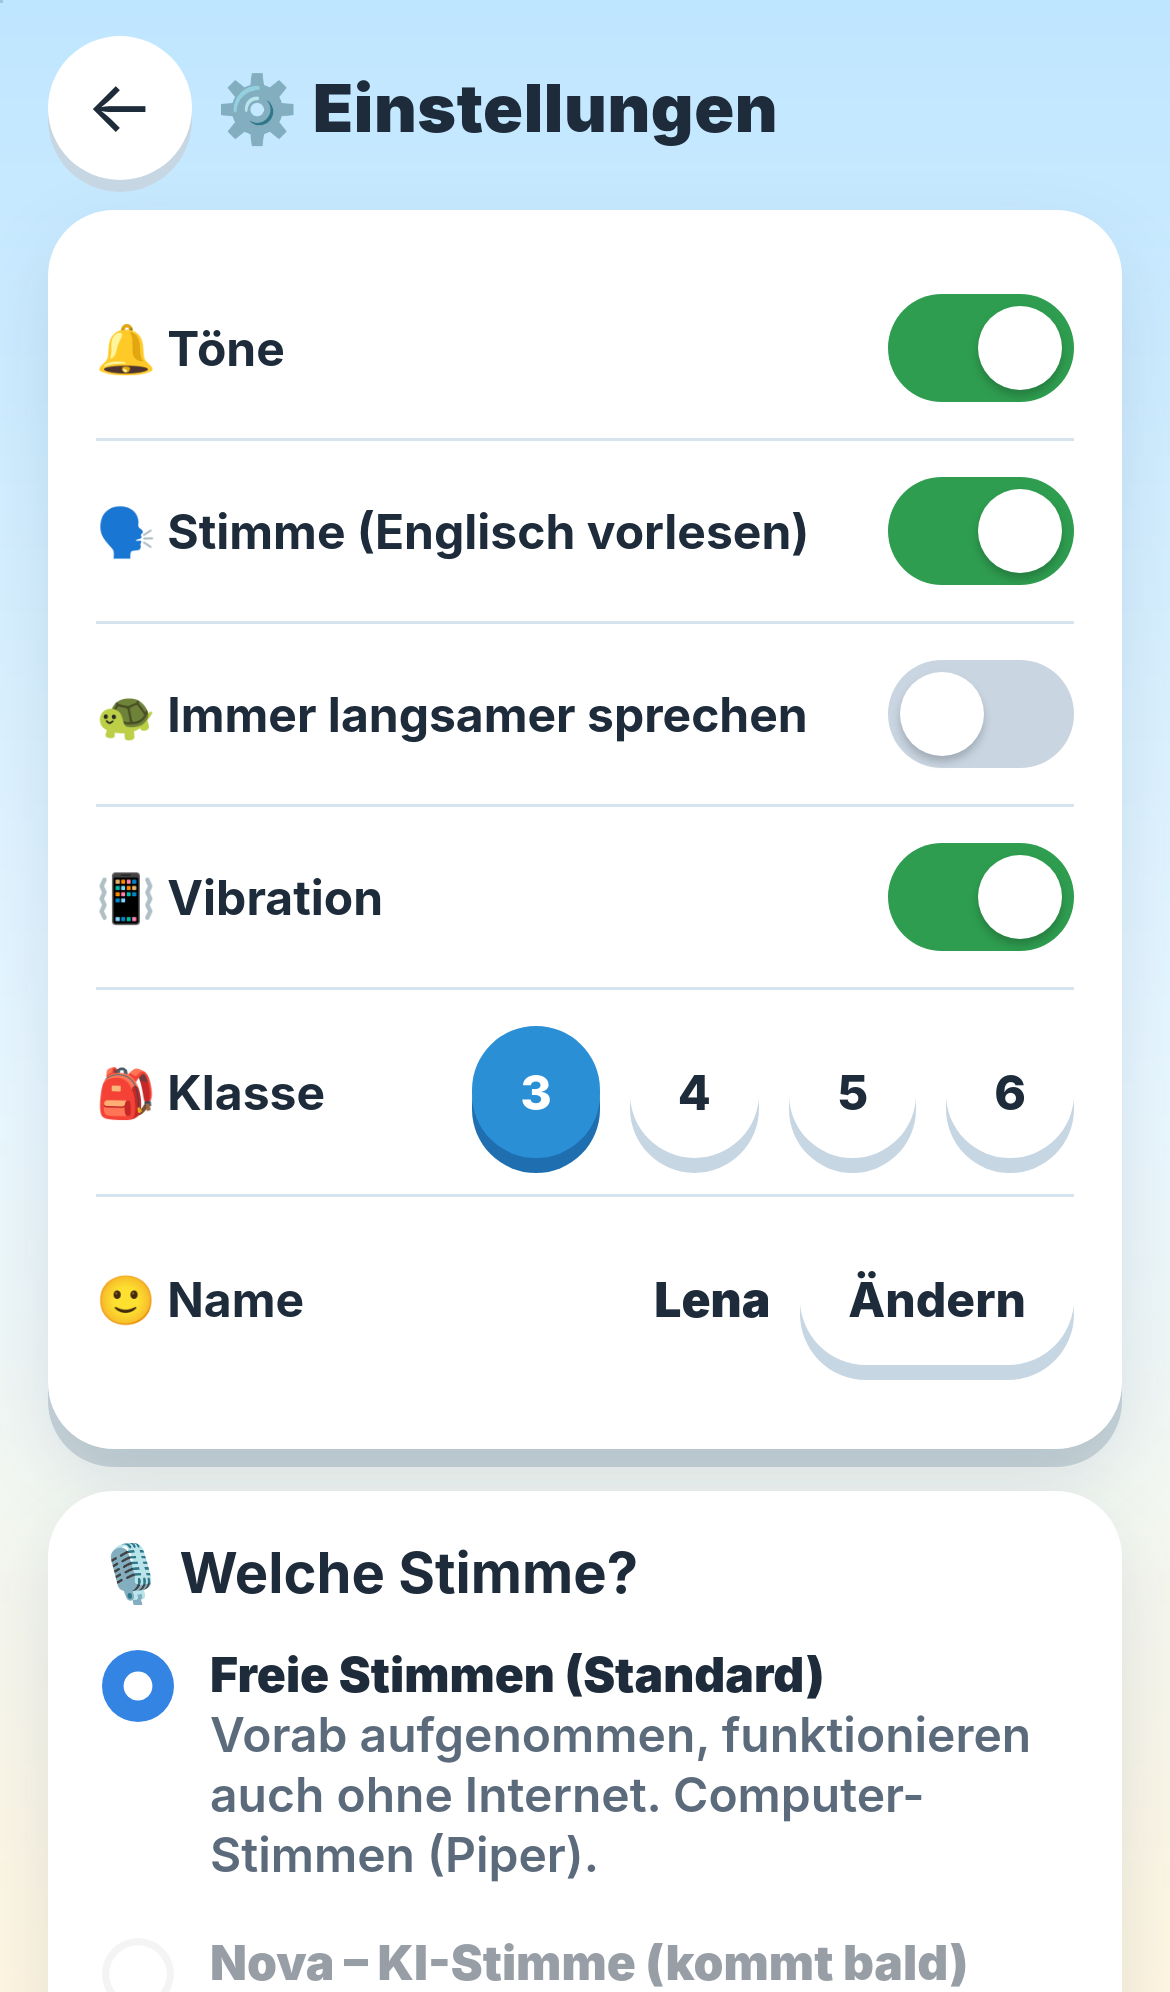 Einstellungen
Töne
Stimme (Englisch vorlesen)
Immer langsamer sprechen
Vibration
Klasse 3 4 5 6
Name Lena Ändern
Welche Stimme?
Freie Stimmen (Standard)
Vorab aufgenommen, funktionieren
auch ohne Internet. Computer-
Stimmen (Piper).
Nova – KI-Stimme (kommt bald)